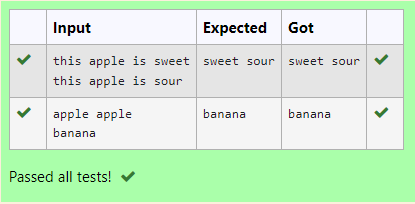 Input Expected Got
this apple is sweet sweet sour sweet sour
this apple is sour
apple apple banana banana
banana
Passed all tests!